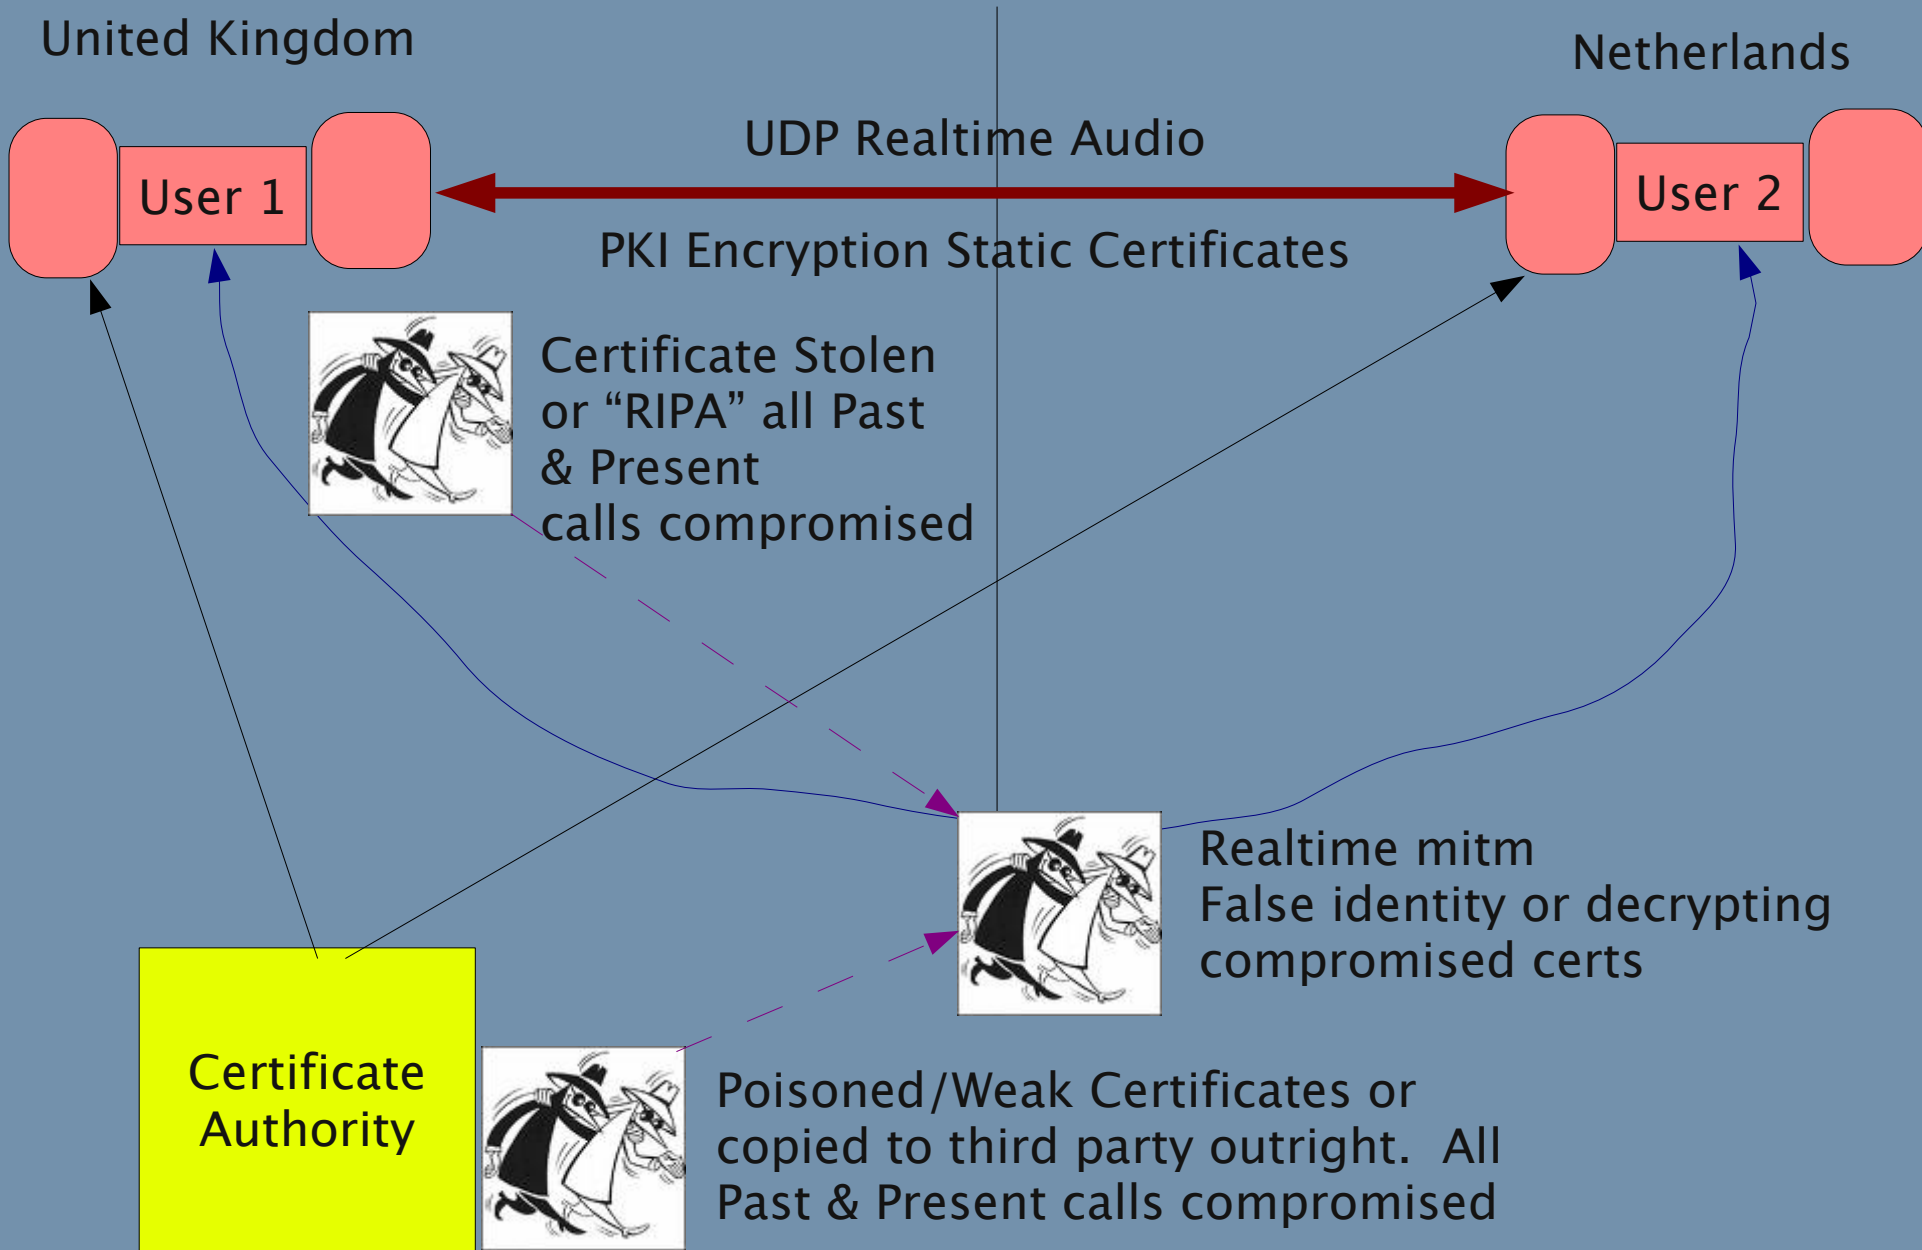 United Kingdom
Netherlands
UDP Realtime Audio
User 1
User 2
PKI Encryption Static Certificates
Certificate Stolen
or “RIPA” all Past
& Present
calls compromised
Realtime mitm
False identity or decrypting
compromised certs
Certificate
Authority
Poisoned/Weak Certificates or
copied to third party outright.  All
Past & Present calls compromised